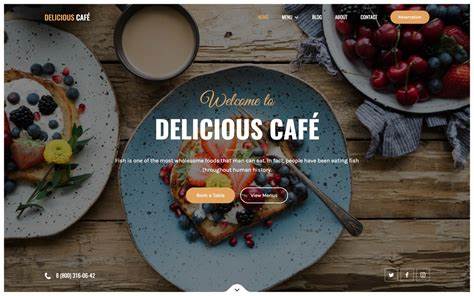 DELICIOUS CAFÉ
HOME MENU BLOG ABOUT CONTACT Reservation
Welcome to
DELICIOUS CAFÉ
Fish is one of the most wholesome foods that man can eat. In fact, people have been eating fish
throughout human history.
Book a Table View Menus
8 (800) 316-06-42